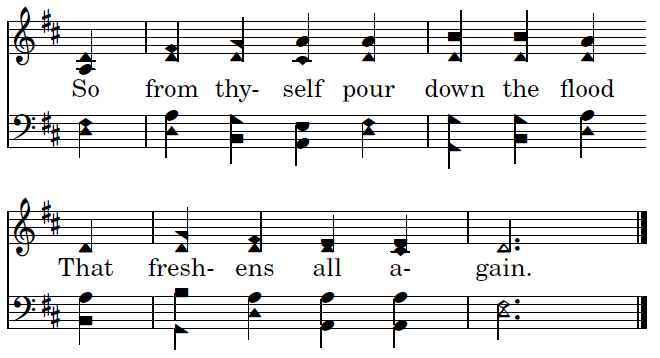 So from thy- self pour down the flood
That fresh- ens all a- gain.